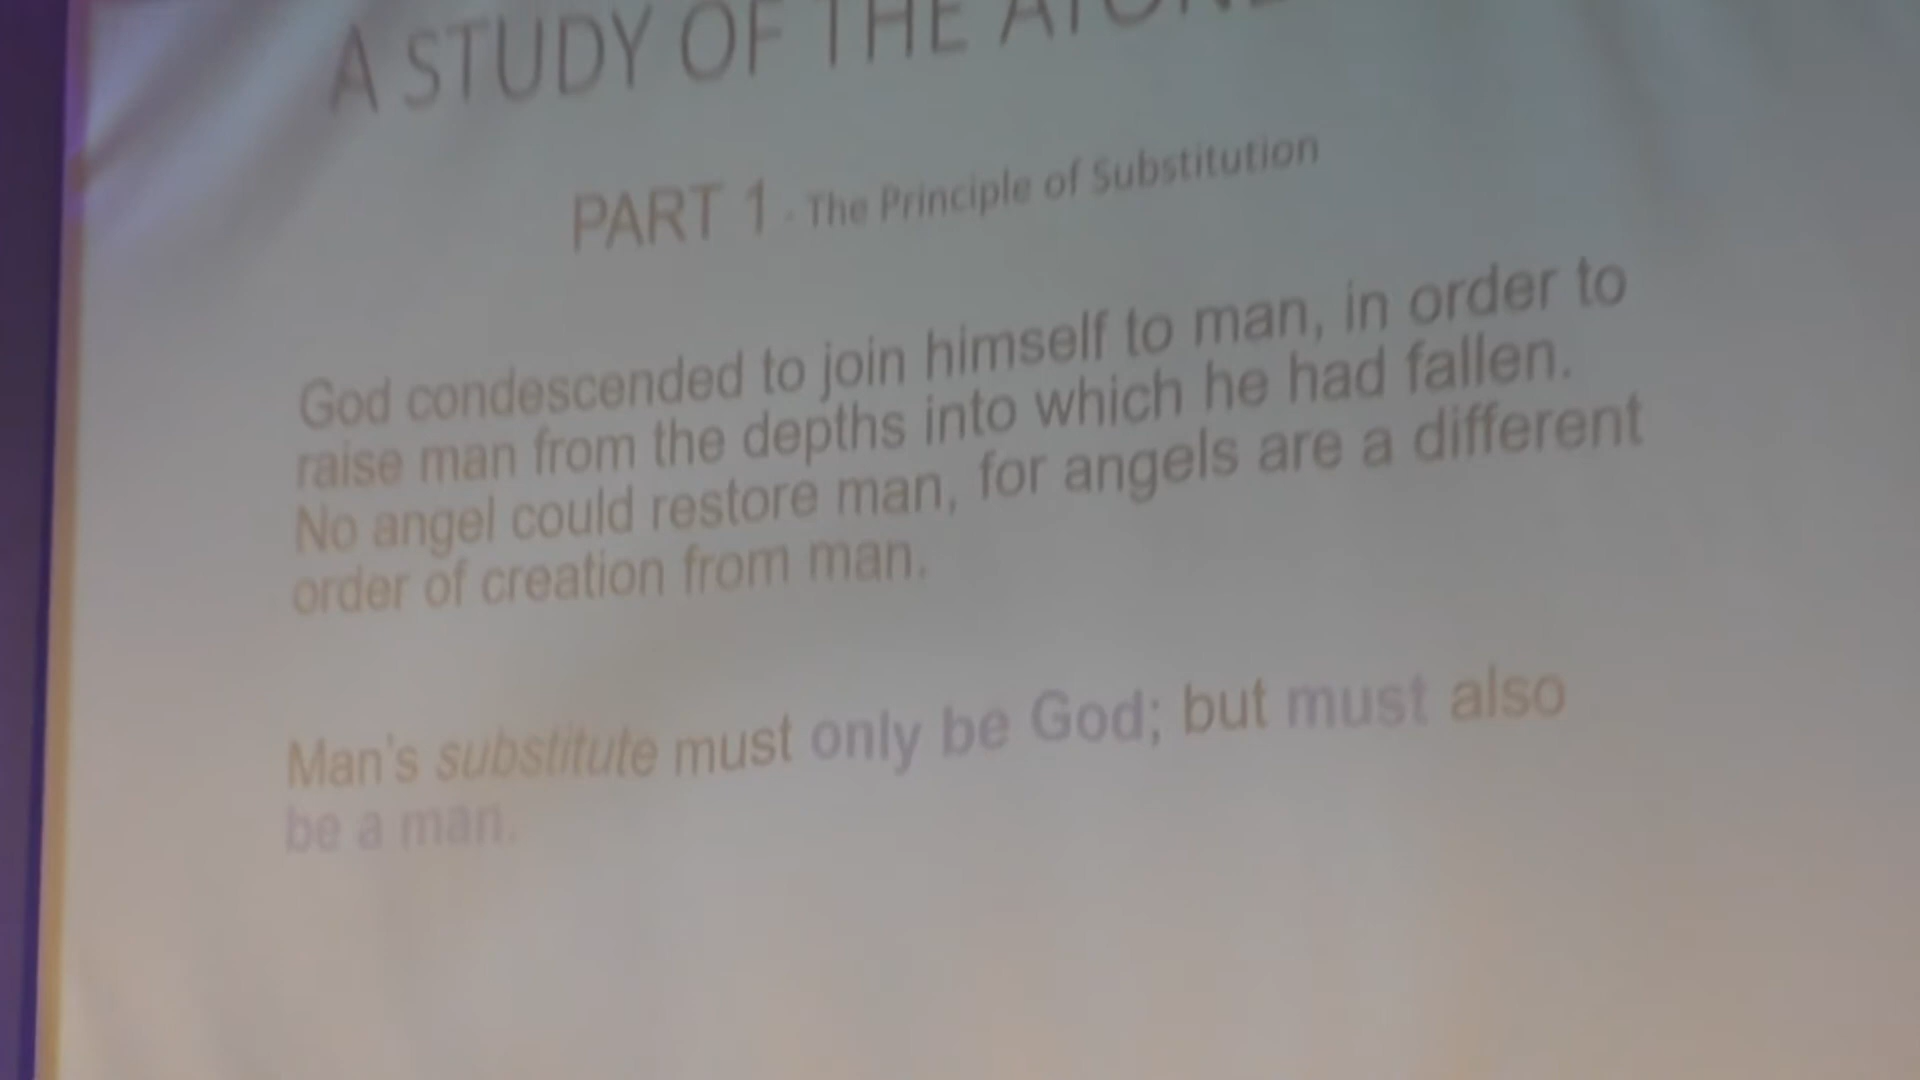 A STUDY OF THE
PART 1 - The Principle of Substitution
God condescended to join himself to man, in order to
raise man from the depths into which he had fallen.
No angel could restore man, for angels are a different
order of creation from man.
Man's substitute must only be God; but must also
be a man.